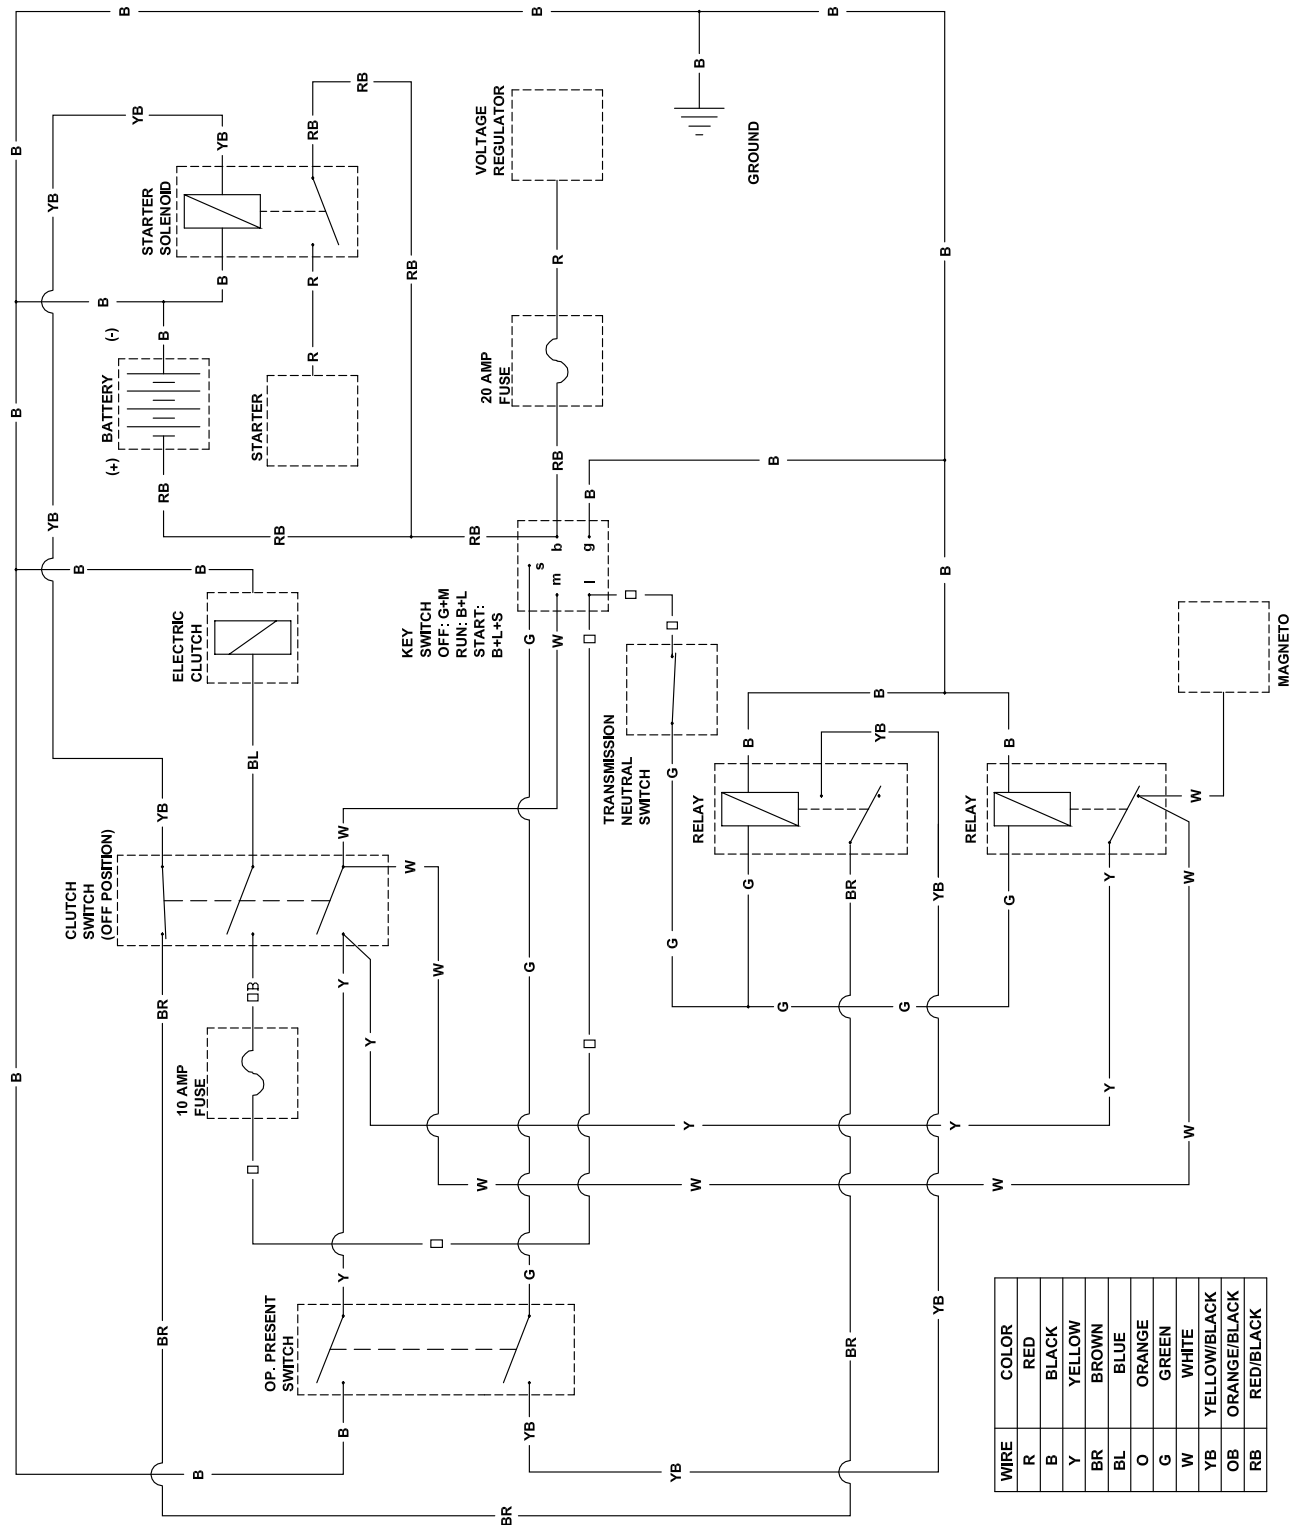 B
B
B
YB
YB
B
B
B
YB
CLUTCH
SWITCH
(OFF POSITION)
BATTERY
(+)
(-)
STARTER
SOLENOID
BR
BR
YB
RB
B
10 AMP
FUSE
ELECTRIC
CLUTCH
B
B
B
YB
□
□B
BL
STARTER
OP. PRESENT
SWITCH
RB
R
R
RB
B
Y
Y
W
RB
Y
W
RB
KEY
SWITCH
OFF: G+M
RUN: B+L
START:
B+L+S
□
W
RB
VOLTAGE
REGULATOR
20 AMP
FUSE
W
BR
YB
G
G
G
s
B
W
m
b
RB
R
□
□
l
g
B
□
TRANSMISSION
NEUTRAL
SWITCH
YB
G
G
□
W
Y
RELAY
B
GROUND
G
B
B
G
B
BR
BR
B
YB
G
YB
YB
B
B
Y
RELAY
W
G
B
Y
Y
W
W
W
MAGNETO
WIRE COLOR
R RED
B BLACK
Y YELLOW
BR BROWN
BL BLUE
O ORANGE
G GREEN
W WHITE
YB YELLOW/BLACK
OB ORANGE/BLACK
RB RED/BLACK